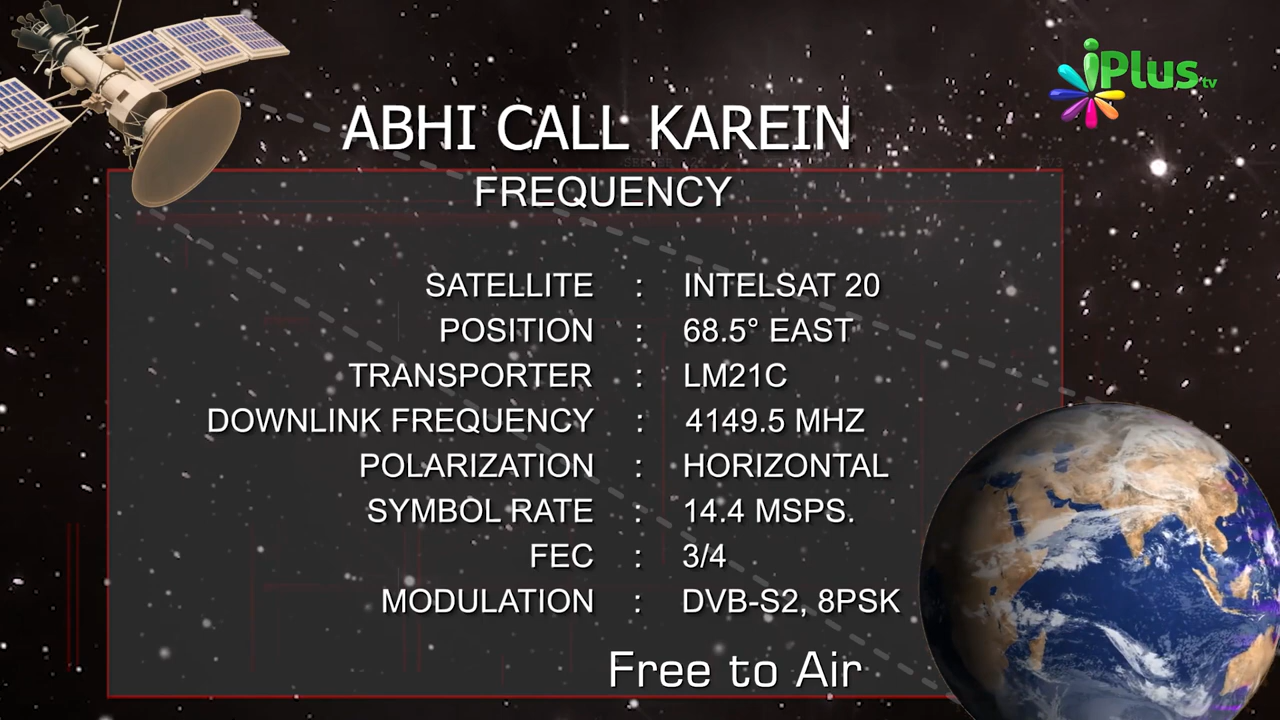 iPlus tv
ABHI CALL KAREIN
FREQUENCY
SATELLITE : INTELSAT 20
POSITION : 68.5° EAST
TRANSPORTER : LM21C
DOWNLINK FREQUENCY : 4149.5 MHZ
POLARIZATION : HORIZONTAL
SYMBOL RATE : 14.4 MSPS.
FEC : 3/4
MODULATION : DVB-S2, 8PSK
Free to Air